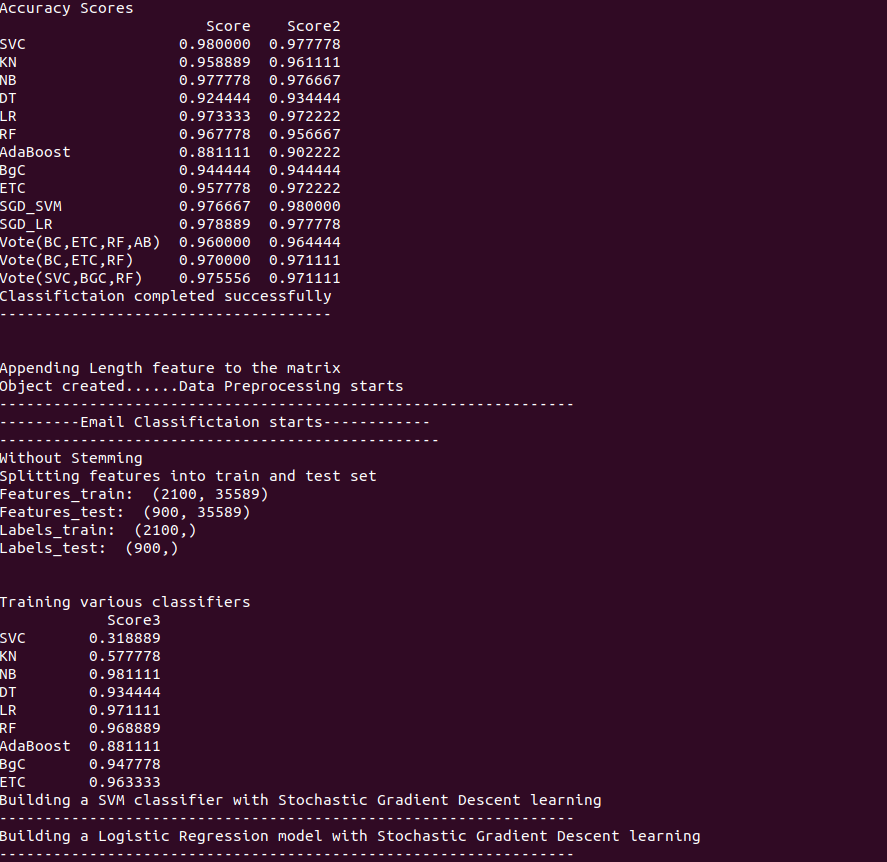 Accuracy Scores
Score Score2
SVC 0.980000 0.977778
KN 0.958889 0.961111
NB 0.977778 0.976667
DT 0.924444 0.934444
LR 0.973333 0.972222
RF 0.967778 0.956667
AdaBoost 0.881111 0.902222
BgC 0.944444 0.944444
ETC 0.957778 0.972222
SGD_SVM 0.976667 0.980000
SGD_LR 0.978889 0.977778
Vote(BC,ETC,RF,AB) 0.960000 0.964444
Vote(BC,ETC,RF) 0.970000 0.971111
Vote(SVC,BGC,RF) 0.975556 0.971111
Classifictaion completed successfully
-------------------------------------
Appending Length feature to the matrix
Object created......Data Preprocessing starts
----------------------------------------------------------------
---------Email Classifictaion starts------------
-------------------------------------------------
Without Stemming
Splitting features into train and test set
Features_train:  (2100, 35589)
Features_test:  (900, 35589)
Labels_train:  (2100,)
Labels_test:  (900,)
Training various classifiers
Score3
SVC 0.318889
KN 0.577778
NB 0.981111
DT 0.934444
LR 0.971111
RF 0.968889
AdaBoost 0.881111
BgC 0.947778
ETC 0.963333
Building a SVM classifier with Stochastic Gradient Descent learning
----------------------------------------------------------------
Building a Logistic Regression model with Stochastic Gradient Descent learning
----------------------------------------------------------------